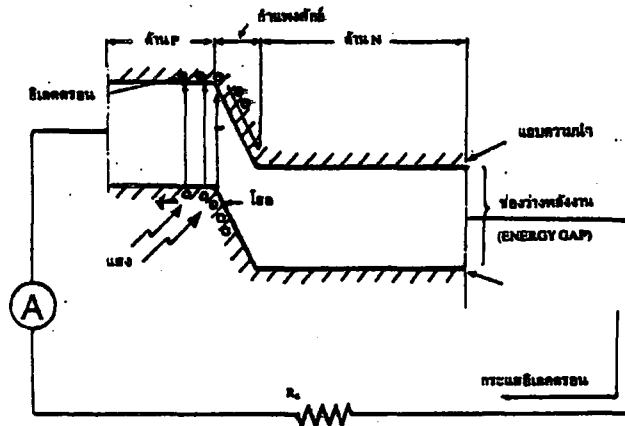 กำแพงศักย์
ด้าน P
ด้าน N
อิเลคตรอน
แถบความนำ
โฮล
ช่องว่างพลังงาน
(ENERGY GAP)
แสง
A
กระแสอิเลคตรอน